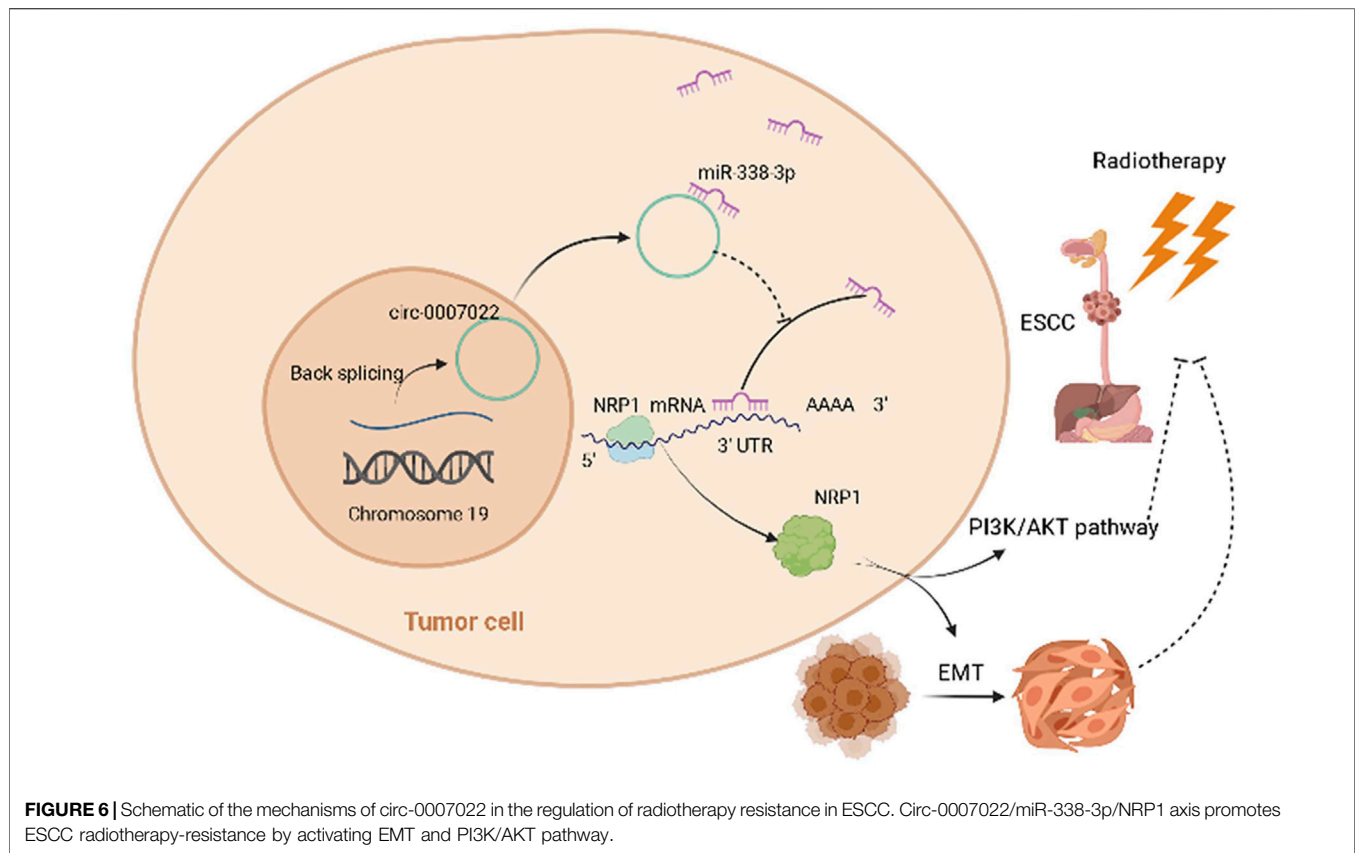 miR-338-3p
Radiotherapy
circ-0007022
ESCC
Back splicing
NRP1 mRNA AAAA 3'
5' 3' UTR
Chromosome 19
NRP1
PI3K/AKT pathway
Tumor cell
EMT
FIGURE 6 | Schematic of the mechanisms of circ-0007022 in the regulation of radiotherapy resistance in ESCC. Circ-0007022/miR-338-3p/NRP1 axis promotes
ESCC radiotherapy-resistance by activating EMT and PI3K/AKT pathway.